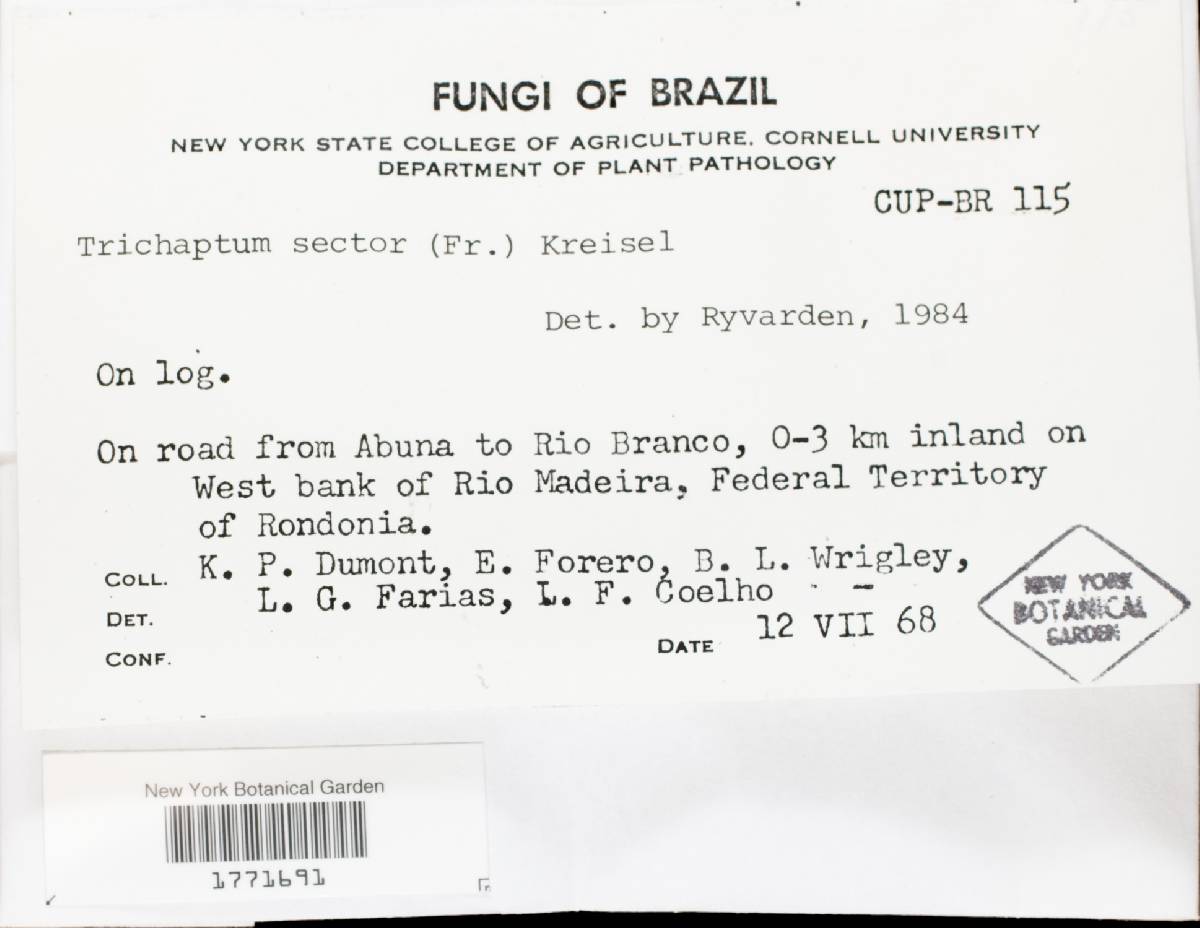 FUNGI OF BRAZIL
NEW YORK STATE COLLEGE OF AGRICULTURE, CORNELL UNIVERSITY
DEPARTMENT OF PLANT PATHOLOGY
CUP-BR 115
Trichaptum sector (Fr.) Kreisel
Det. by Ryvarden, 1984
On log.
On road from Abuna to Rio Branco, 0-3 km inland on
West bank of Rio Madeira, Federal Territory
of Rondonia.
COLL. K. P. Dumont, E. Forero, B. L. Wrigley,
L. G. Farias, L. F. Coelho
DET.
DATE 12 VII 68
CONF.
NEW YORK
BOTANICAL
GARDEN
New York Botanical Garden
1771691